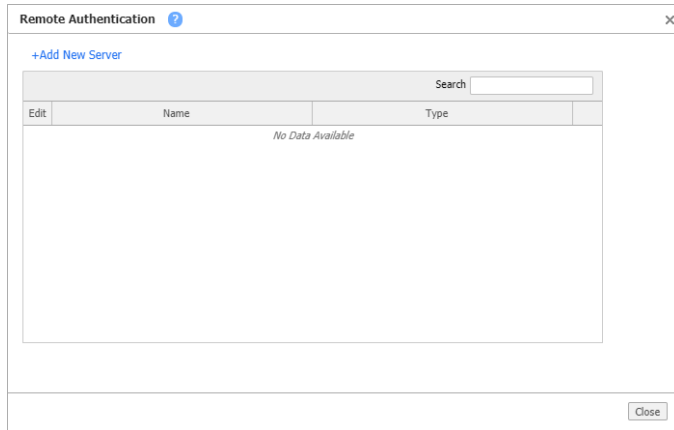 Remote Authentication ?
×
+Add New Server
Search
Edit Name Type
No Data Available
Close